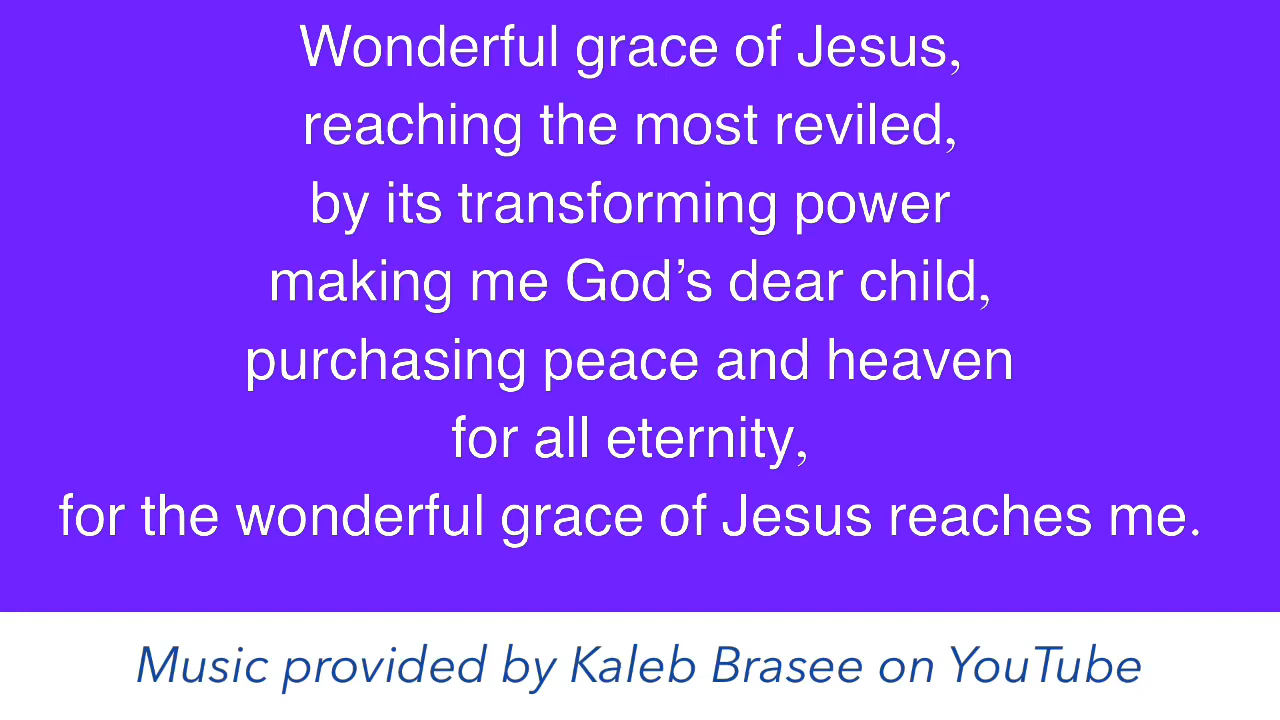 Wonderful grace of Jesus,
reaching the most reviled,
by its transforming power
making me God’s dear child,
purchasing peace and heaven
for all eternity,
for the wonderful grace of Jesus reaches me.
Music provided by Kaleb Brasee on YouTube